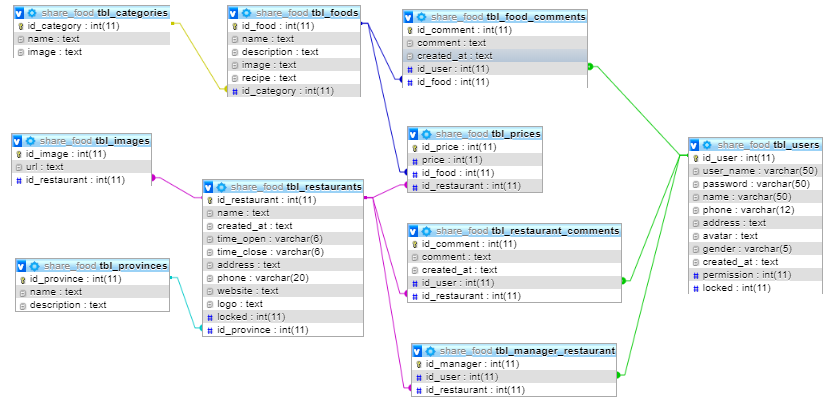 share_food tbl_categories
id_category : int(11)
name : text
image : text
share_food tbl_foods
id_food : int(11)
name : text
description : text
image : text
recipe : text
id_category : int(11)
share_food tbl_food_comments
id_comment : int(11)
comment : text
created_at : text
id_user : int(11)
id_food : int(11)
share_food tbl_images
id_image : int(11)
url : text
id_restaurant : int(11)
share_food tbl_prices
id_price : int(11)
price : int(11)
id_food : int(11)
id_restaurant : int(11)
share_food tbl_users
id_user : int(11)
user_name : varchar(50)
password : varchar(50)
name : varchar(50)
phone : varchar(12)
address : text
avatar : text
gender : varchar(5)
created_at : text
permission : int(11)
locked : int(11)
share_food tbl_restaurants
id_restaurant : int(11)
name : text
created_at : text
time_open : varchar(6)
time_close : varchar(6)
address : text
phone : varchar(20)
website : text
logo : text
locked : int(11)
id_province : int(11)
share_food tbl_restaurant_comments
id_comment : int(11)
comment : text
created_at : text
id_user : int(11)
id_restaurant : int(11)
share_food tbl_provinces
id_province : int(11)
name : text
description : text
share_food tbl_manager_restaurant
id_manager : int(11)
id_user : int(11)
id_restaurant : int(11)